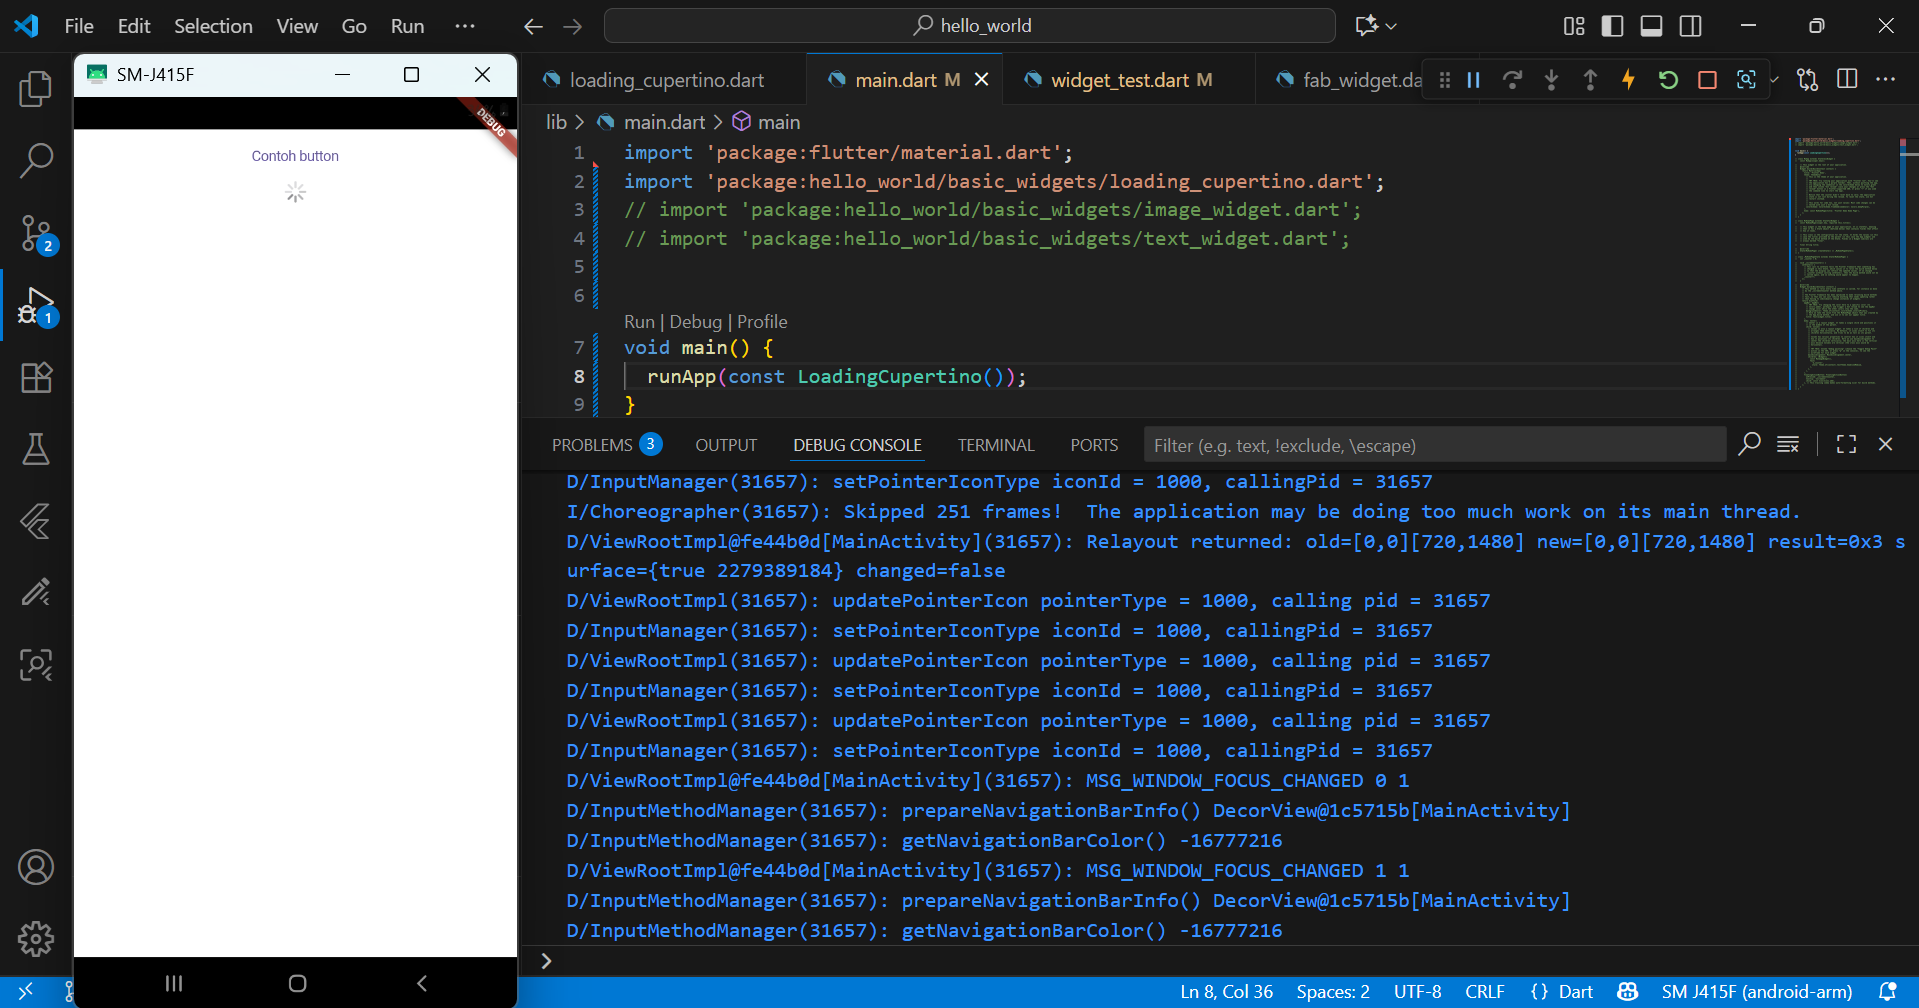 File Edit Selection View Go Run ···
hello_world
SM-J415F
DEBUG
Contoh button
loading_cupertino.dart
main.dart M
widget_test.dart M
fab_widget.da
lib > main.dart > main
1 import 'package:flutter/material.dart';
2 import 'package:hello_world/basic_widgets/loading_cupertino.dart';
3 // import 'package:hello_world/basic_widgets/image_widget.dart';
4 // import 'package:hello_world/basic_widgets/text_widget.dart';
5
6
Run | Debug | Profile
7 void main() {
8 runApp(const LoadingCupertino());
9 }
PROBLEMS 3 OUTPUT DEBUG CONSOLE TERMINAL PORTS Filter (e.g. text, !exclude, \escape)
D/InputManager(31657): setPointerIconType iconId = 1000, callingPid = 31657
I/Choreographer(31657): Skipped 251 frames!  The application may be doing too much work on its main thread.
D/ViewRootImpl@fe44b0d[MainActivity](31657): Relayout returned: old=[0,0][720,1480] new=[0,0][720,1480] result=0x3 s
urface={true 2279389184} changed=false
D/ViewRootImpl(31657): updatePointerIcon pointerType = 1000, calling pid = 31657
D/InputManager(31657): setPointerIconType iconId = 1000, callingPid = 31657
D/ViewRootImpl(31657): updatePointerIcon pointerType = 1000, calling pid = 31657
D/InputManager(31657): setPointerIconType iconId = 1000, callingPid = 31657
D/ViewRootImpl(31657): updatePointerIcon pointerType = 1000, calling pid = 31657
D/InputManager(31657): setPointerIconType iconId = 1000, callingPid = 31657
D/ViewRootImpl@fe44b0d[MainActivity](31657): MSG_WINDOW_FOCUS_CHANGED 0 1
D/InputMethodManager(31657): prepareNavigationBarInfo() DecorView@1c5715b[MainActivity]
D/InputMethodManager(31657): getNavigationBarColor() -16777216
D/ViewRootImpl@fe44b0d[MainActivity](31657): MSG_WINDOW_FOCUS_CHANGED 1 1
D/InputMethodManager(31657): prepareNavigationBarInfo() DecorView@1c5715b[MainActivity]
D/InputMethodManager(31657): getNavigationBarColor() -16777216
>
2
1
Ln 8, Col 36 Spaces: 2 UTF-8 CRLF {} Dart SM J415F (android-arm)